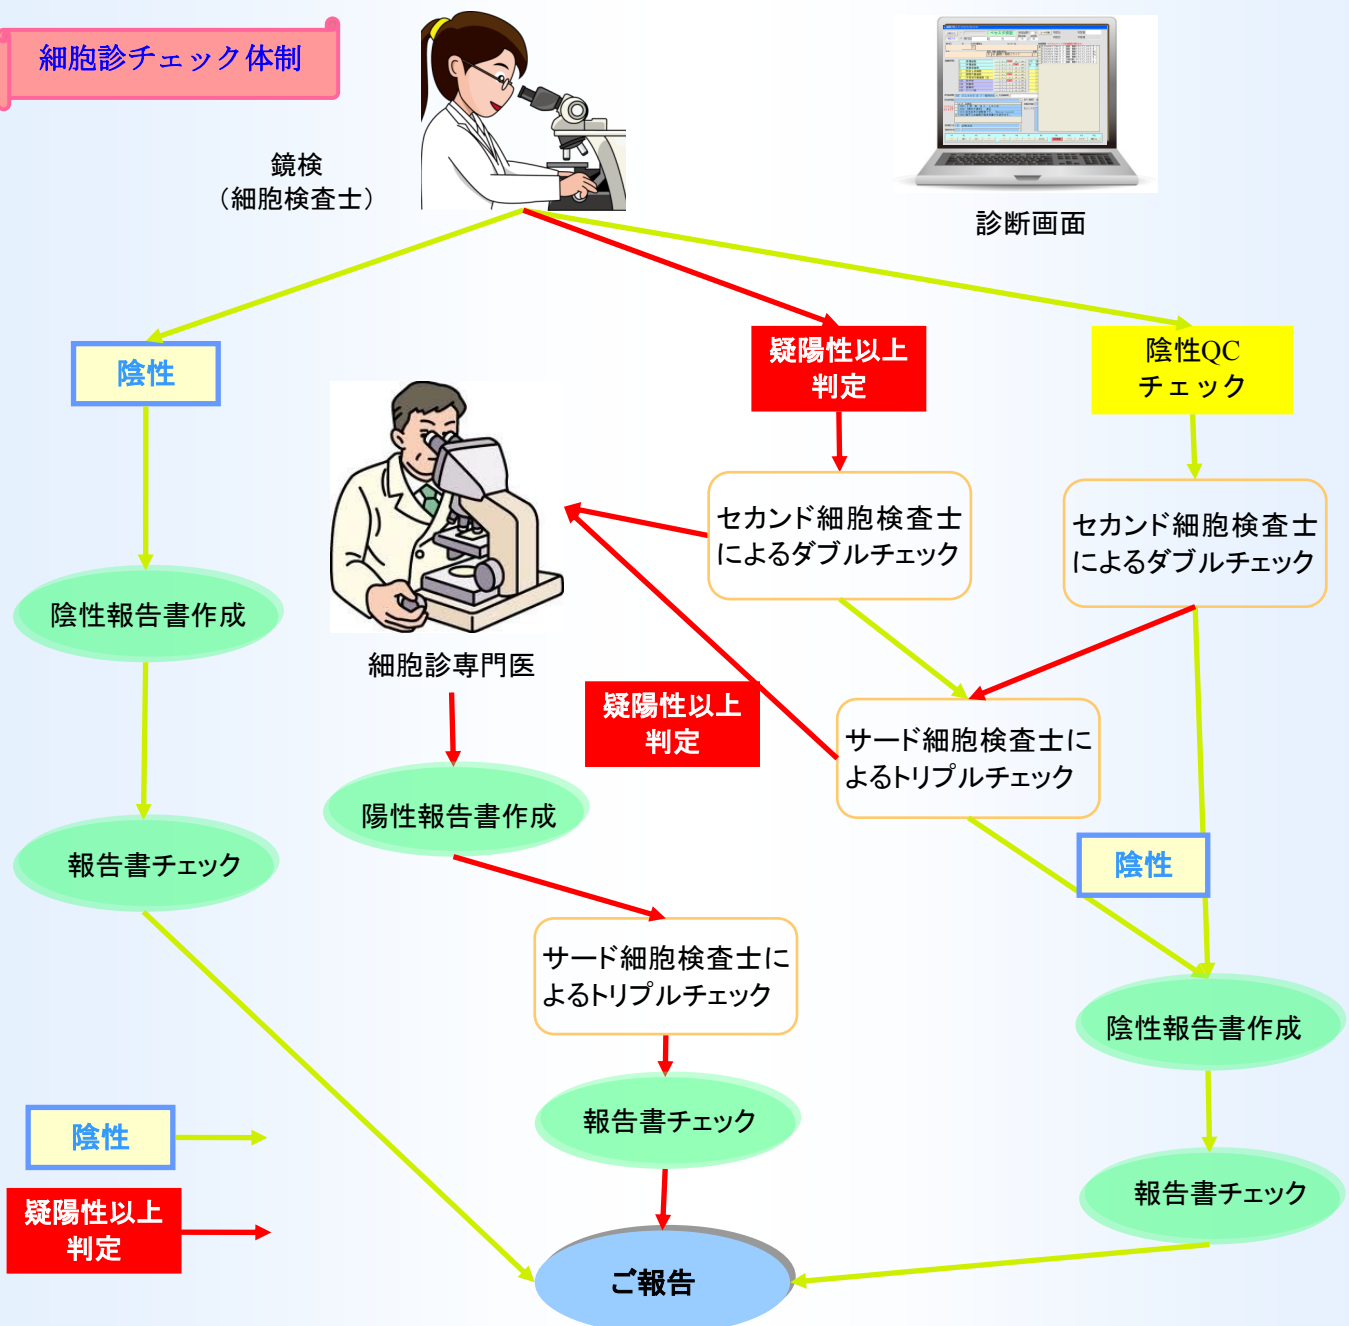 細胞診チェック体制
鏡検
（細胞検査士）
診断画面
陰性
疑陽性以上
判定
陰性QC
チェック
セカンド細胞検査士
によるダブルチェック
セカンド細胞検査士
によるダブルチェック
陰性報告書作成
細胞診専門医
疑陽性以上
判定
サード細胞検査士に
よるトリプルチェック
陽性報告書作成
報告書チェック
陰性
サード細胞検査士に
よるトリプルチェック
陰性報告書作成
報告書チェック
陰性
報告書チェック
疑陽性以上
判定
ご報告